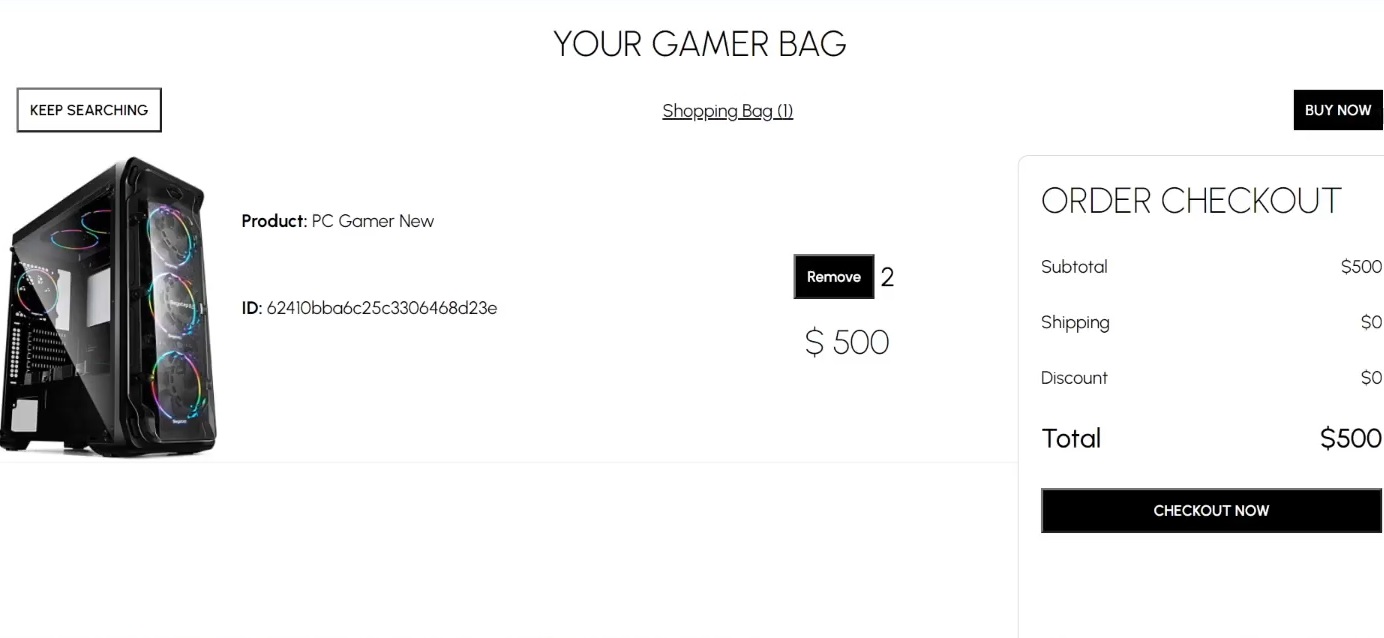 YOUR GAMER BAG
KEEP SEARCHING
Shopping Bag (1)
BUY NOW
Product: PC Gamer New
ID: 62410bba6c25c3306468d23e
Remove 2
$ 500
ORDER CHECKOUT
Subtotal $500
Shipping $0
Discount $0
Total $500
CHECKOUT NOW